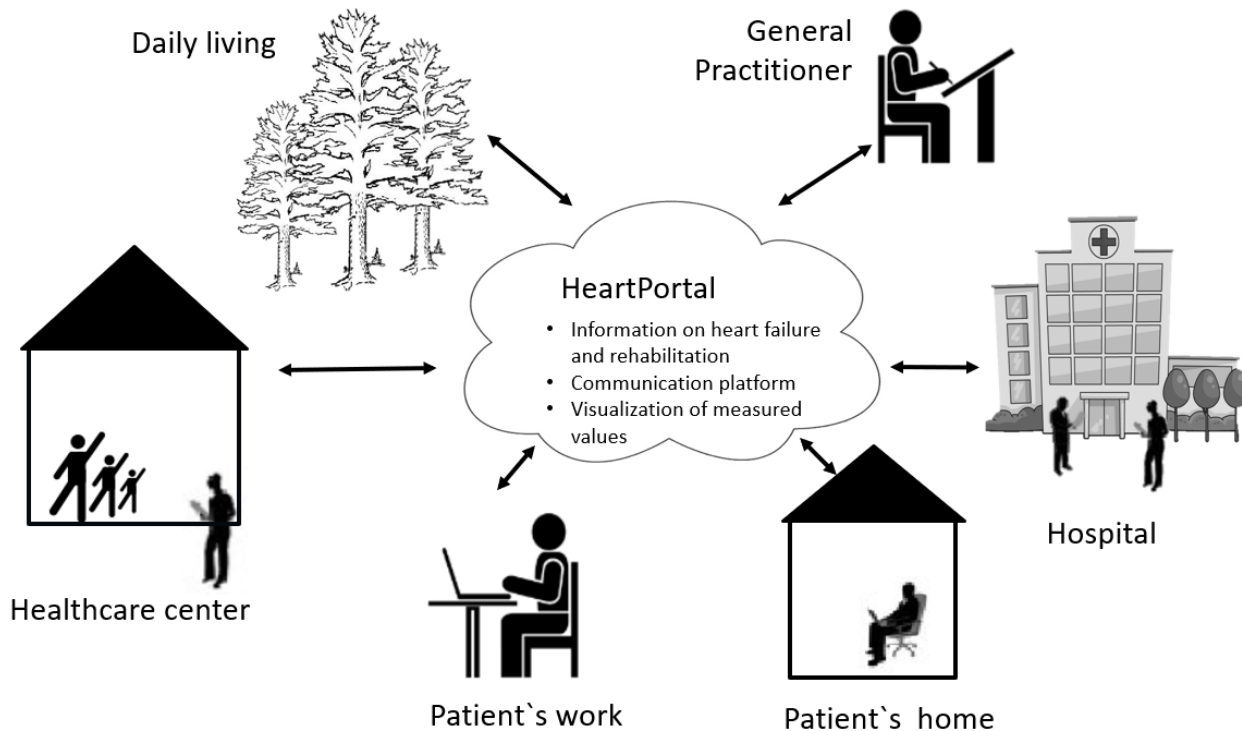 Daily living
General
Practitioner
HeartPortal
• Information on heart failure
and rehabilitation
• Communication platform
• Visualization of measured
values
Hospital
Healthcare center
Patient`s work
Patient`s  home